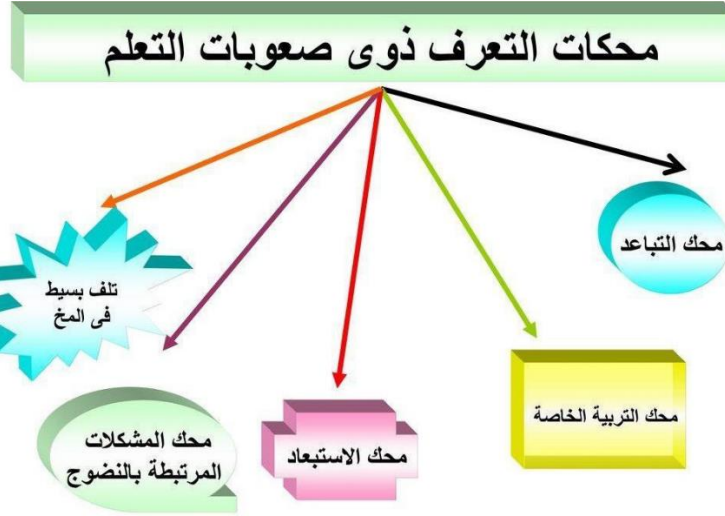 محكات التعرف ذوى صعوبات التعلم
محك التباعد
محك التربية الخاصة
محك الاستبعاد
محك المشكلات
المرتبطة بالنضوج
تلف بسيط
فى المخ